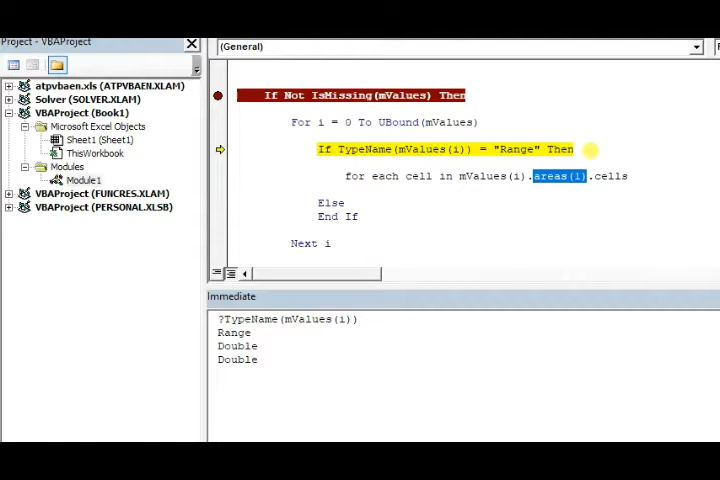 Project - VBAProject
(General)
atpvbaen.xls (ATPVBAEN.XLAM)
Solver (SOLVER.XLAM)
VBAProject (Book1)
Microsoft Excel Objects
Sheet1 (Sheet1)
ThisWorkbook
Modules
Module1
VBAProject (FUNCRES.XLAM)
VBAProject (PERSONAL.XLSB)
If Not IsMissing(mValues) Then
For i = 0 To UBound(mValues)
If TypeName(mValues(i)) = "Range" Then
for each cell in mValues(i).areas(1).cells
Else
End If
Next i
Immediate
?TypeName(mValues(i))
Range
Double
Double